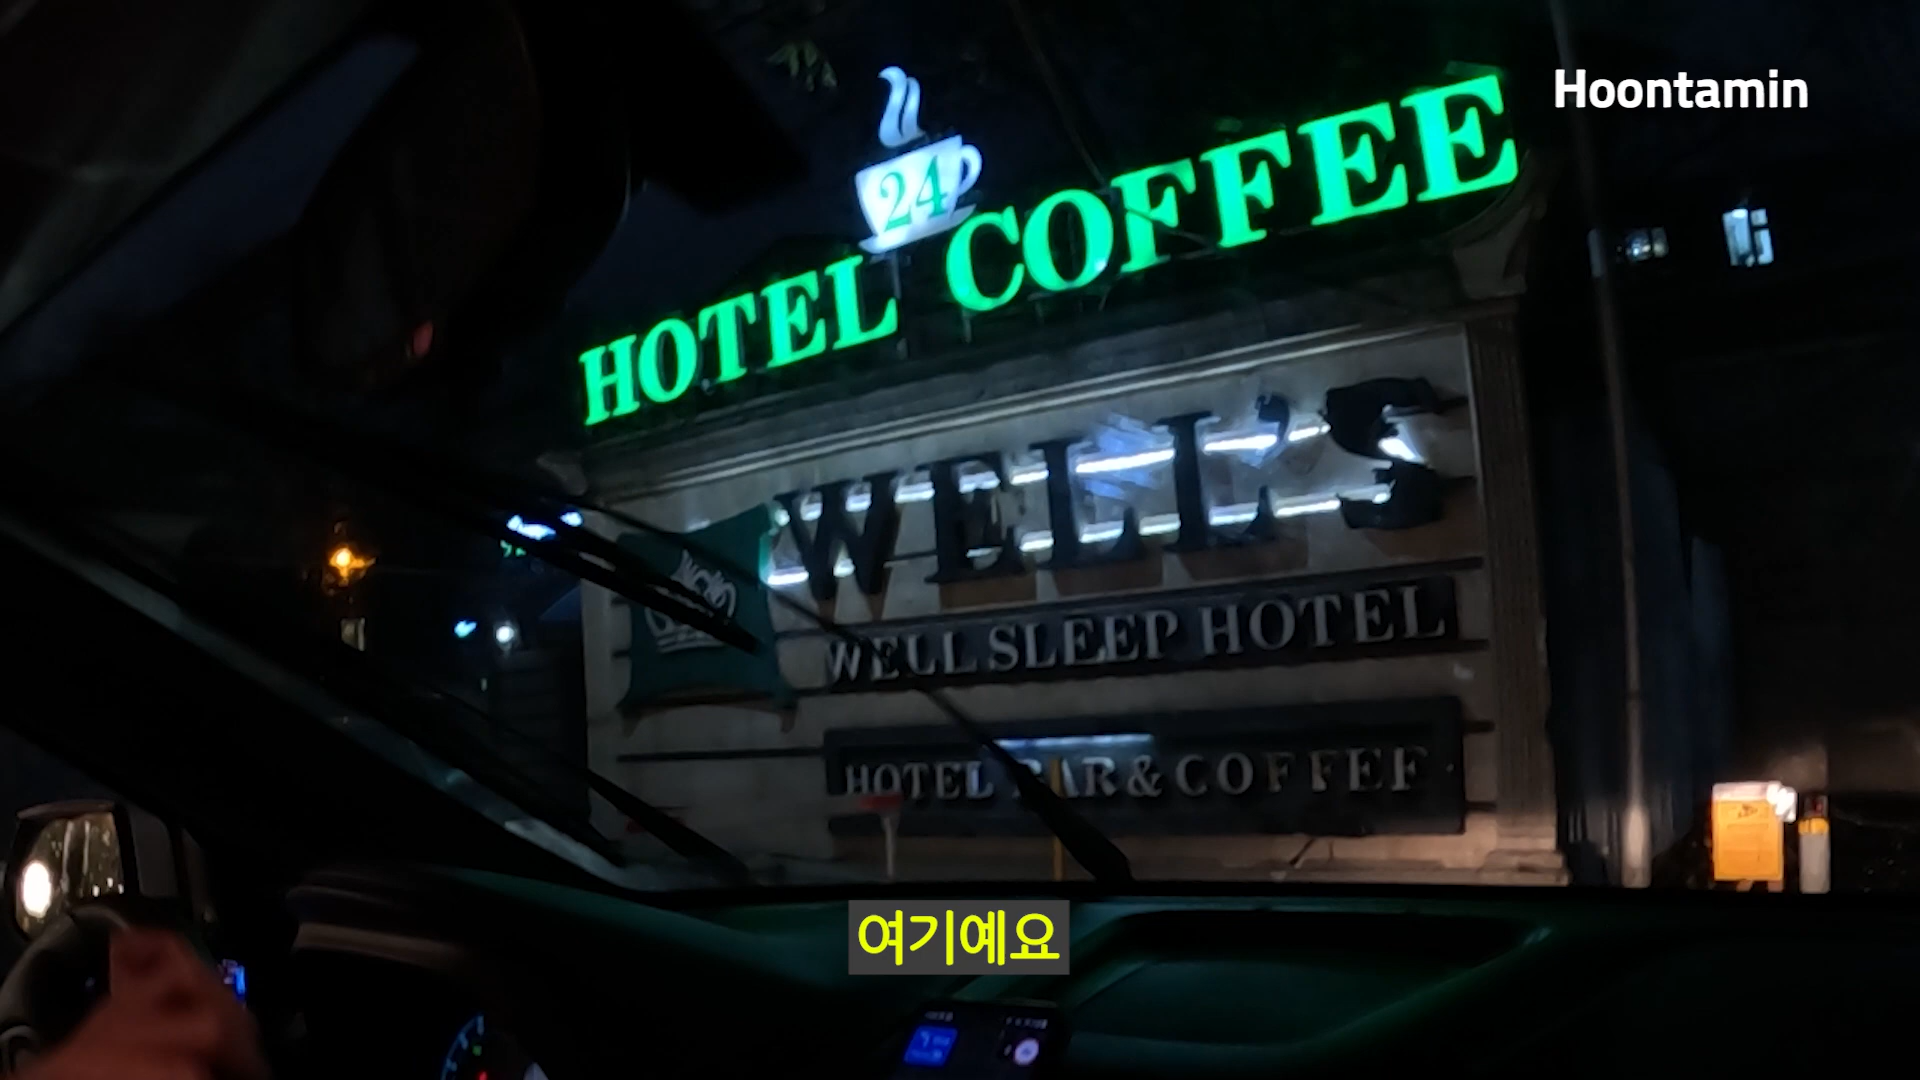 Hoontamin
24
HOTEL COFFEE
WELL'S
WELL SLEEP HOTEL
HOTEL BAR & COFFEE
여기예요